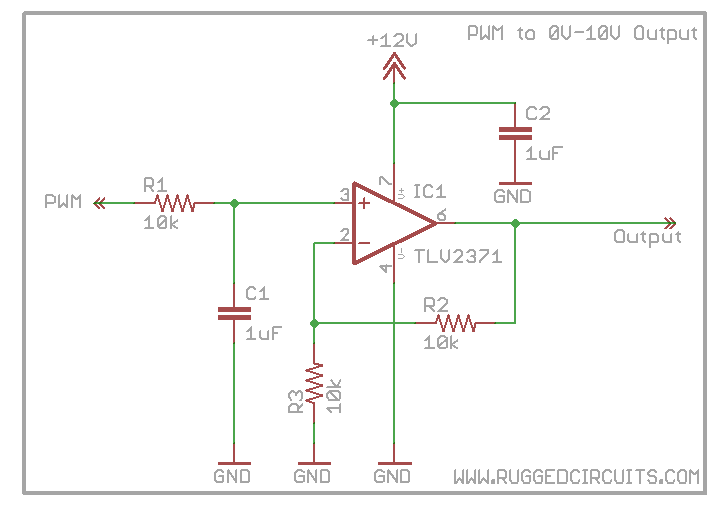 PWM to 0V-10V Output
+12V
C2
1uF
GND
R1
PWM
10k
3
7
V+
IC1
6
+
2
-
V-
4
TLV2371
Output
C1
1uF
R2
10k
R3
10k
GND
GND
GND
WWW.RUGGEDCIRCUITS.COM